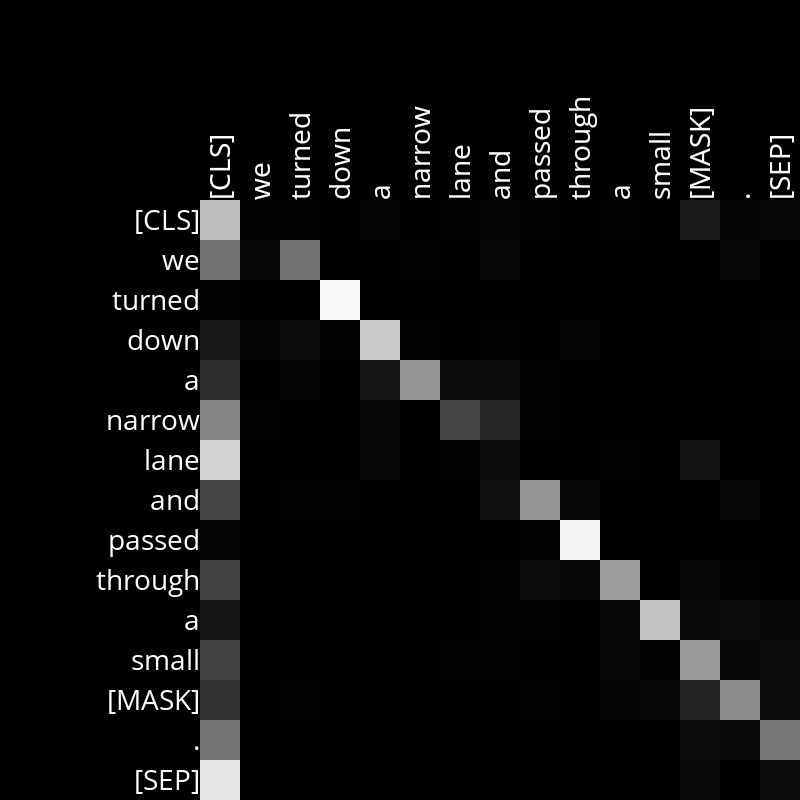 [CLS] we turned down a narrow lane and passed through a small [MASK] . [SEP]
[CLS]
we
turned
down
a
narrow
lane
and
passed
through
a
small
[MASK]
.
[SEP]